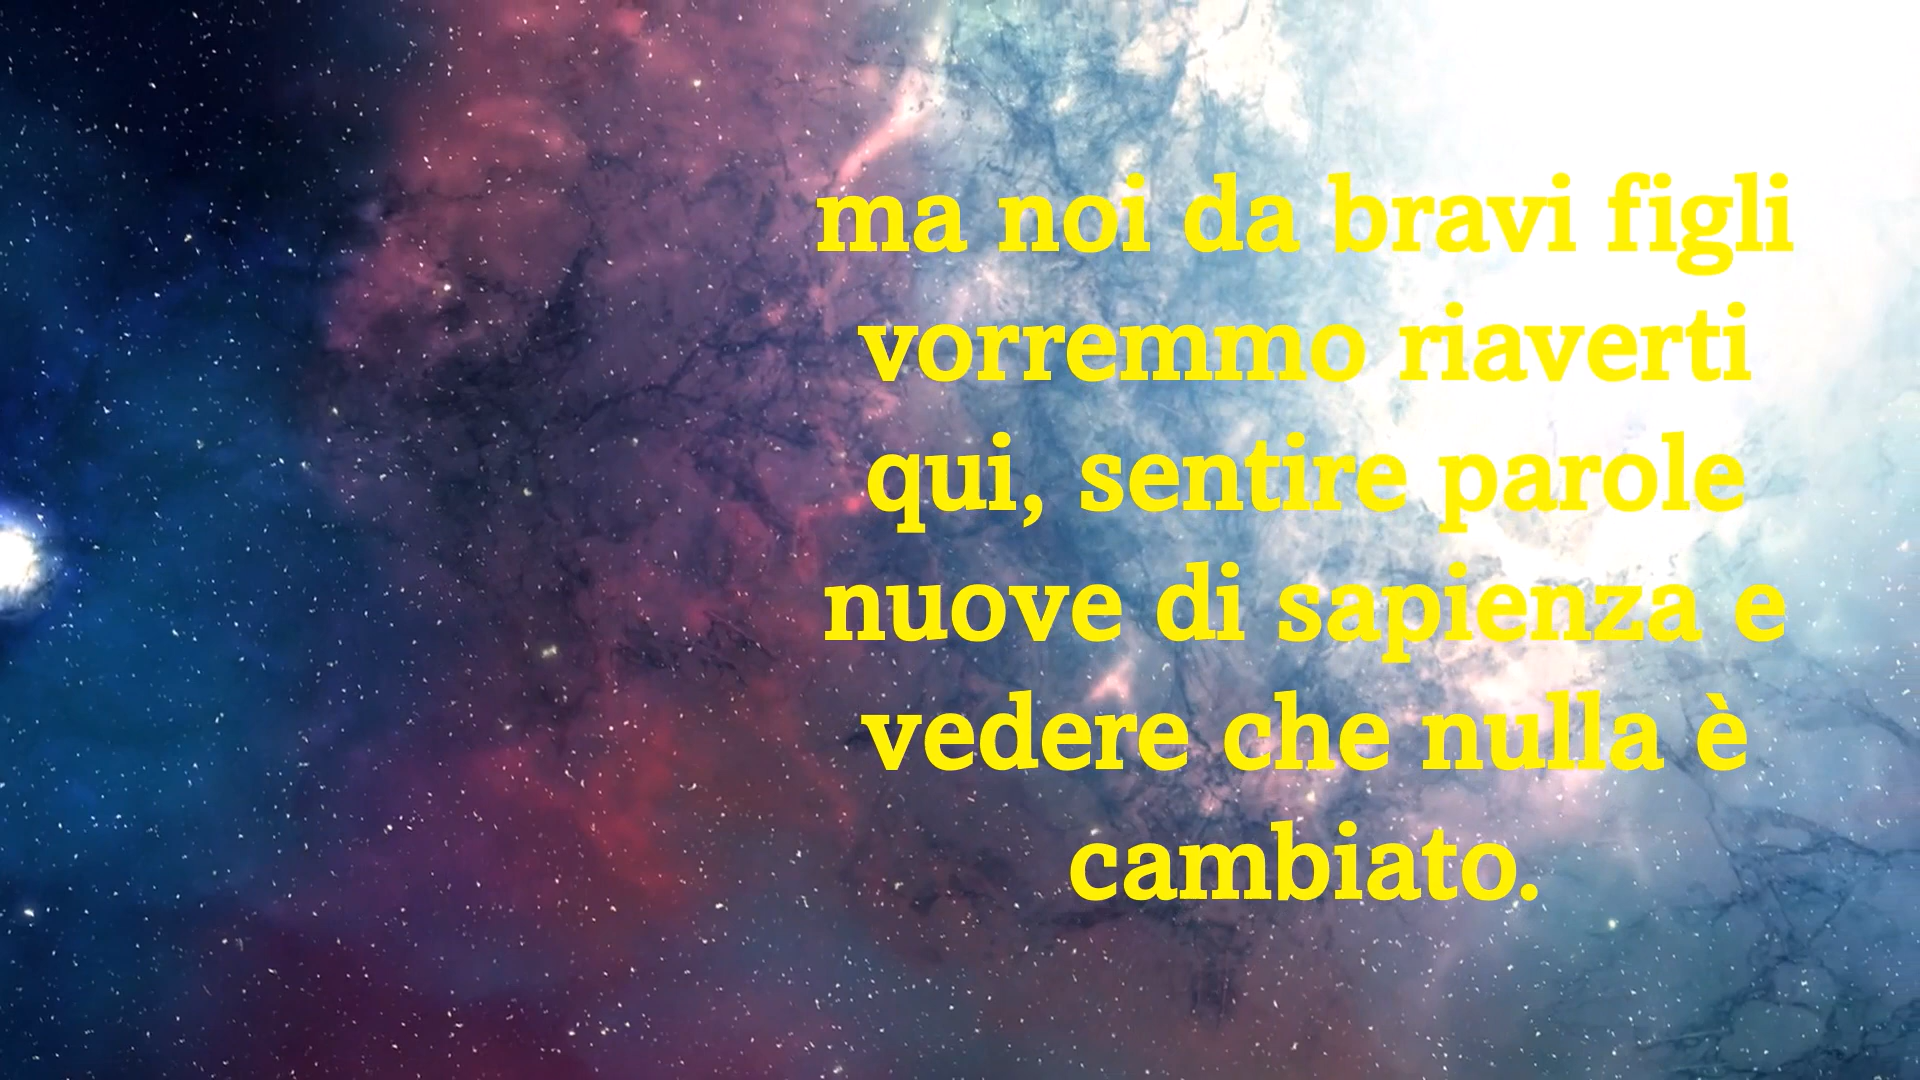 ma noi da bravi figli
vorremmo riaverti
qui, sentire parole
nuove di sapienza e
vedere che nulla è
cambiato.